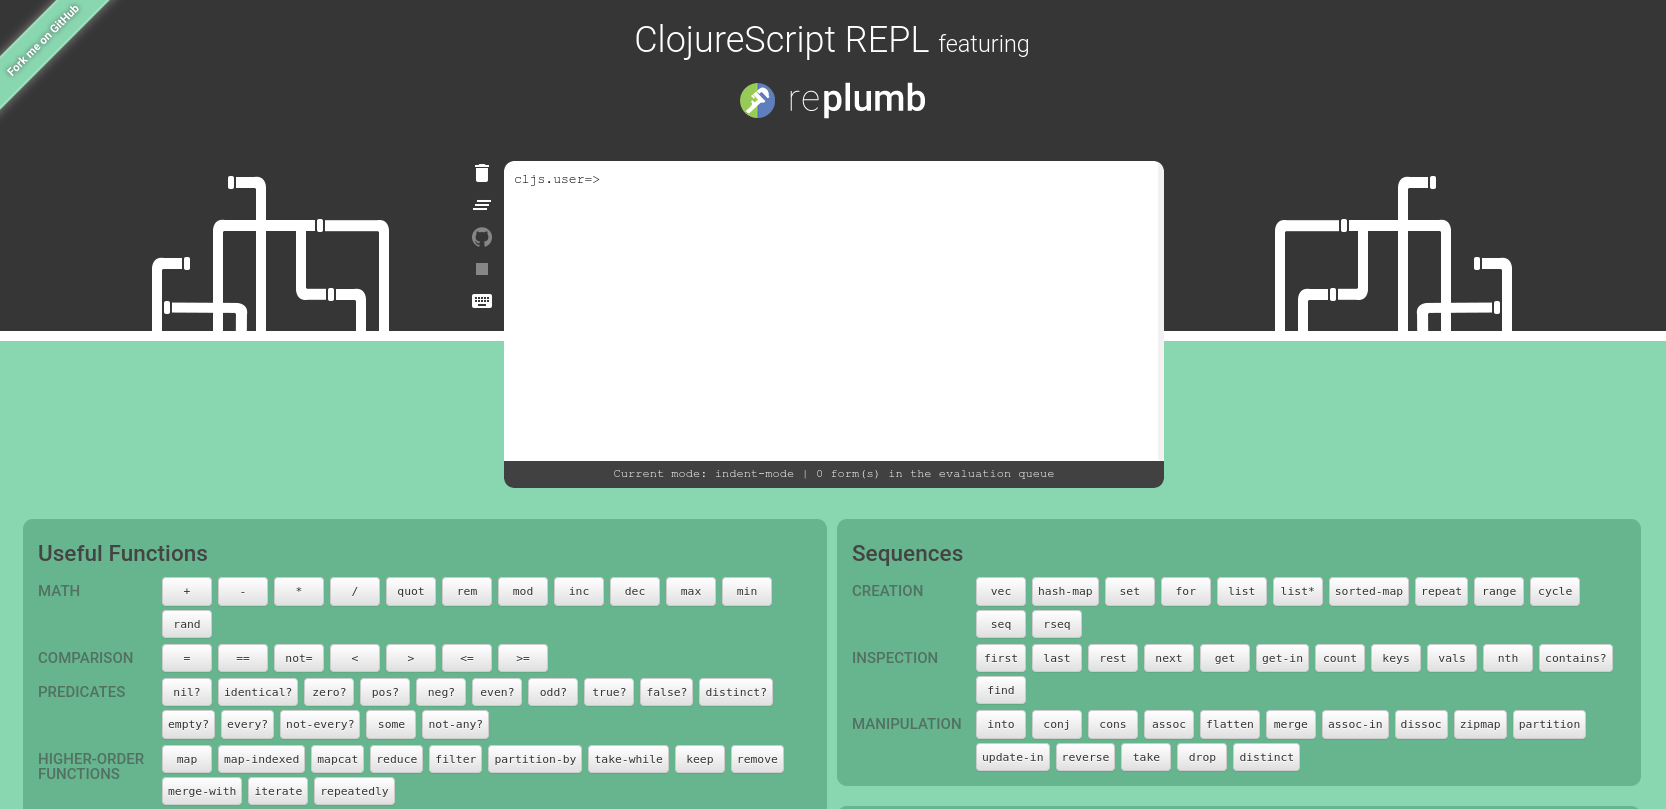 Fork me on GitHub
ClojureScript REPL featuring
replumb
cljs.user=>
Current mode: indent-mode | 0 form(s) in the evaluation queue
Useful Functions
MATH + - * / quot rem mod inc dec max min
rand
COMPARISON = == not= < > <= >=
PREDICATES nil? identical? zero? pos? neg? even? odd? true? false? distinct?
empty? every? not-every? some not-any?
HIGHER-ORDER FUNCTIONS map map-indexed mapcat reduce filter partition-by take-while keep remove
merge-with iterate repeatedly
Sequences
CREATION vec hash-map set for list list* sorted-map repeat range cycle
seq rseq
INSPECTION first last rest next get get-in count keys vals nth contains?
find
MANIPULATION into conj cons assoc flatten merge assoc-in dissoc zipmap partition
update-in reverse take drop distinct